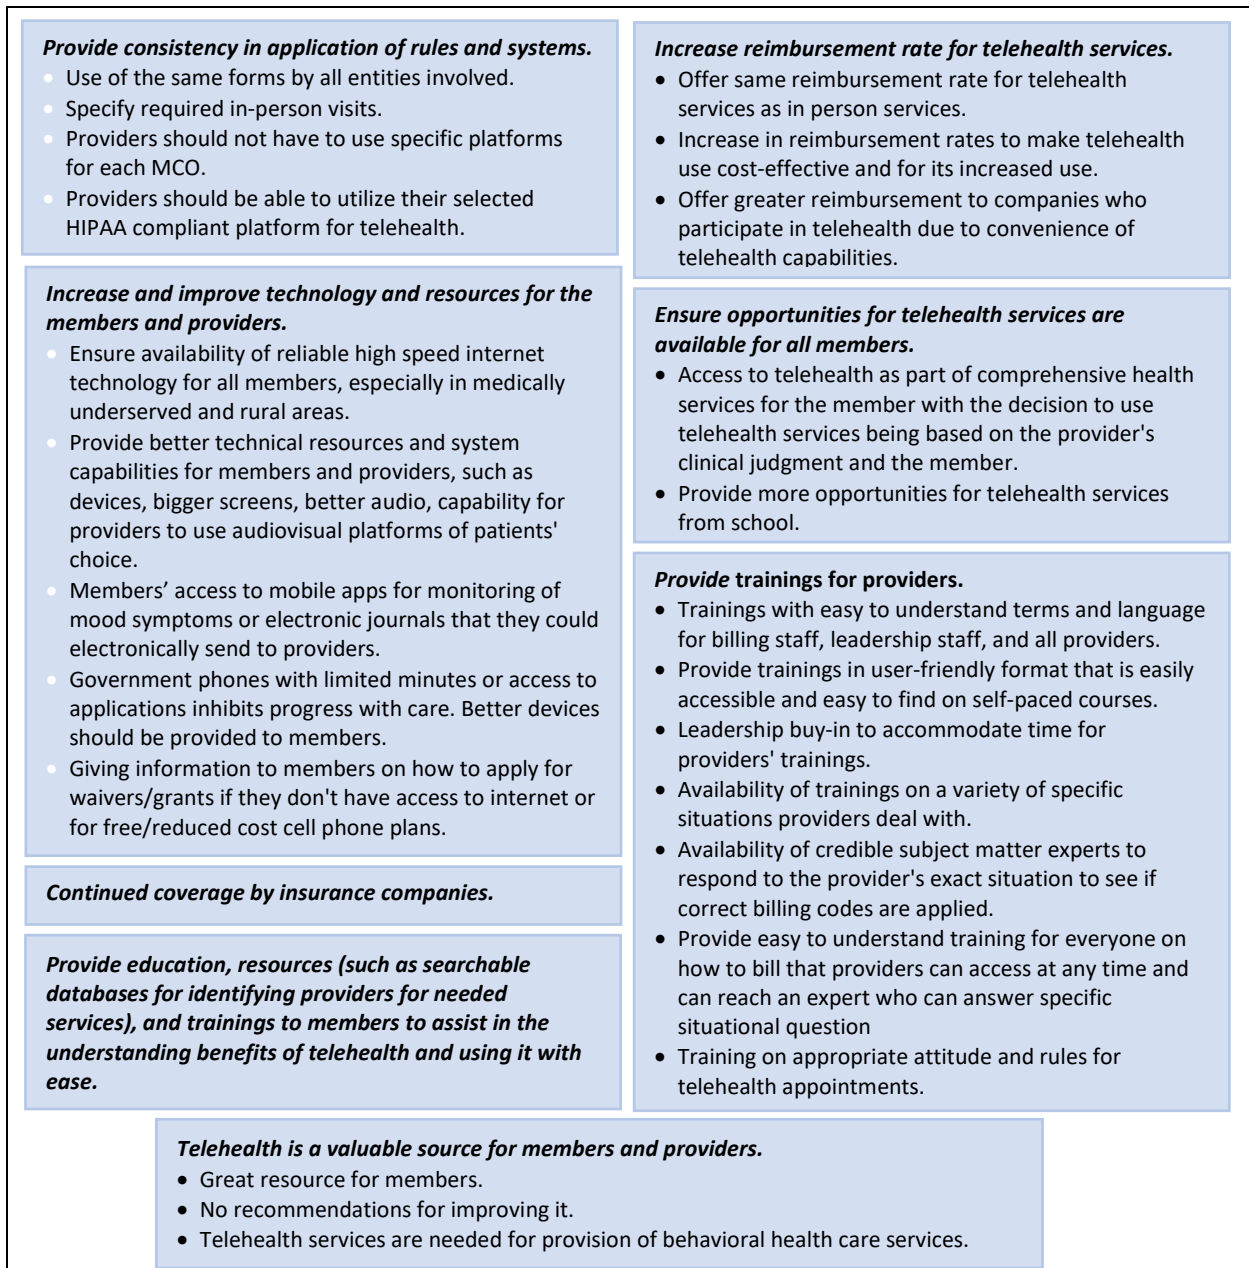 Provide consistency in application of rules and systems.
• Use of the same forms by all entities involved.
• Specify required in-person visits.
• Providers should not have to use specific platforms
for each MCO.
• Providers should be able to utilize their selected
HIPAA compliant platform for telehealth.
Increase and improve technology and resources for the
members and providers.
• Ensure availability of reliable high speed internet
technology for all members, especially in medically
underserved and rural areas.
• Provide better technical resources and system
capabilities for members and providers, such as
devices, bigger screens, better audio, capability for
providers to use audiovisual platforms of patients'
choice.
• Members’ access to mobile apps for monitoring of
mood symptoms or electronic journals that they could
electronically send to providers.
• Government phones with limited minutes or access to
applications inhibits progress with care. Better devices
should be provided to members.
• Giving information to members on how to apply for
waivers/grants if they don't have access to internet or
for free/reduced cost cell phone plans.
Continued coverage by insurance companies.
Provide education, resources (such as searchable
databases for identifying providers for needed
services), and trainings to members to assist in the
understanding benefits of telehealth and using it with
ease.
Increase reimbursement rate for telehealth services.
• Offer same reimbursement rate for telehealth
services as in person services.
• Increase in reimbursement rates to make telehealth
use cost-effective and for its increased use.
• Offer greater reimbursement to companies who
participate in telehealth due to convenience of
telehealth capabilities.
Ensure opportunities for telehealth services are
available for all members.
• Access to telehealth as part of comprehensive health
services for the member with the decision to use
telehealth services being based on the provider's
clinical judgment and the member.
• Provide more opportunities for telehealth services
from school.
Provide trainings for providers.
• Trainings with easy to understand terms and language
for billing staff, leadership staff, and all providers.
• Provide trainings in user-friendly format that is easily
accessible and easy to find on self-paced courses.
• Leadership buy-in to accommodate time for
providers' trainings.
• Availability of trainings on a variety of specific
situations providers deal with.
• Availability of credible subject matter experts to
respond to the provider's exact situation to see if
correct billing codes are applied.
• Provide easy to understand training for everyone on
how to bill that providers can access at any time and
can reach an expert who can answer specific
situational question
• Training on appropriate attitude and rules for
telehealth appointments.
Telehealth is a valuable source for members and providers.
• Great resource for members.
• No recommendations for improving it.
• Telehealth services are needed for provision of behavioral health care services.